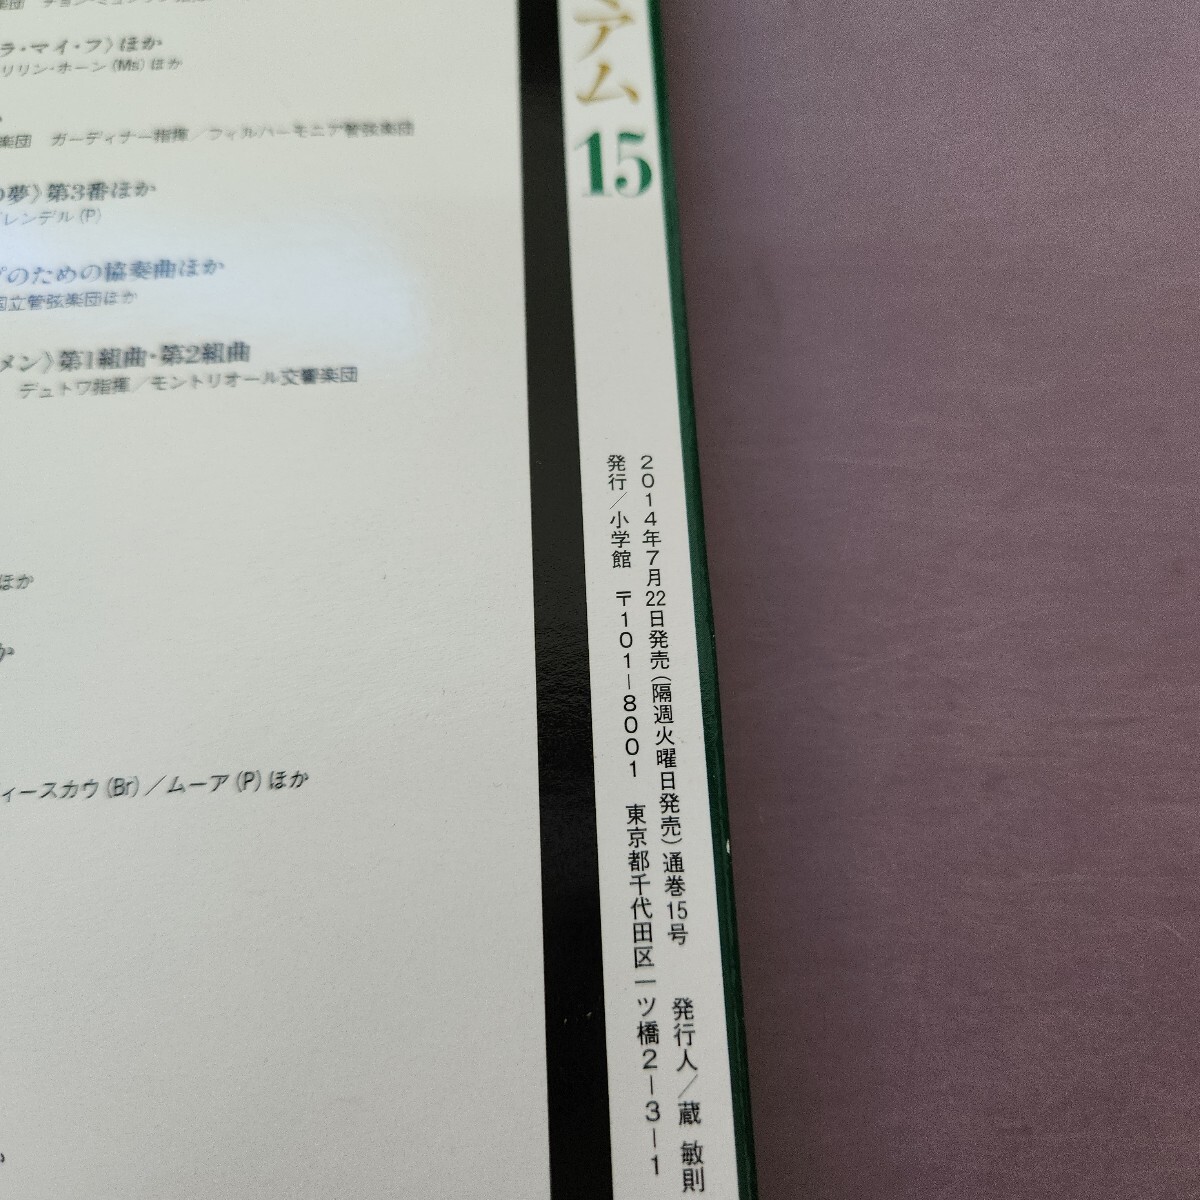 ラ・マイ・フ〉ほか
リリン・ホーン(Ms)ほか
楽団 ガーディナー指揮／フィルハーモニア管弦楽団
の夢〉第3番ほか
レンデル(P)
のための協奏曲ほか
国立管弦楽団ほか
メン〉第1組曲・第2組曲
デュトワ指揮／モントリオール交響楽団
ほか
か
ィースカウ(Br)／ムーア(P)ほか
アム
15
2014年7月22日発売(隔週火曜日発売)通巻15号 発行人／蔵 敏則
発行／小学館 〒101-8001 東京都千代田区一ツ橋2-3-1